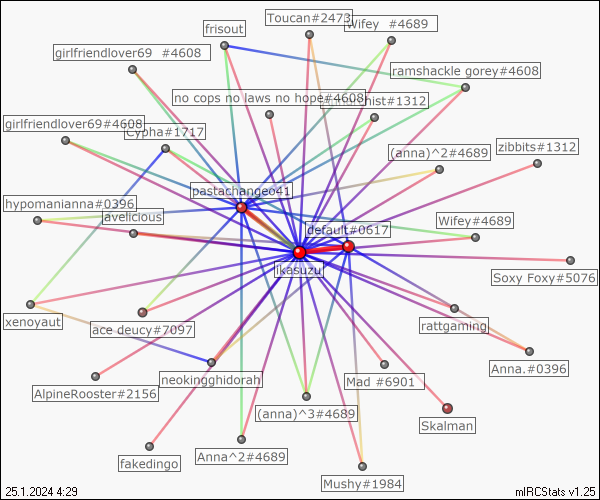 Toucan#2473
Wifey  #4689
frisout
girlfriendlover69  #4608
ramshackle gorey#4608
no cops no laws no hope#4608
hist#1312
girlfriendlover69#4608
Cypha#1717
zibbits#1312
(anna)^2#4689
pastachangeo41
hypomanianna#0396
lavelicious
Wifey#4689
default#0617
ikasuzu
Soxy Foxy#5076
xenoyaut
ace deucy#7097
rattgaming
Anna.#0396
neokingghidorah
Mad #6901
AlpineRooster#2156
(anna)^3#4689
Skalman
fakedingo
Anna^2#4689
Mushy#1984
25.1.2024 4:29
mIRCStats v1.25